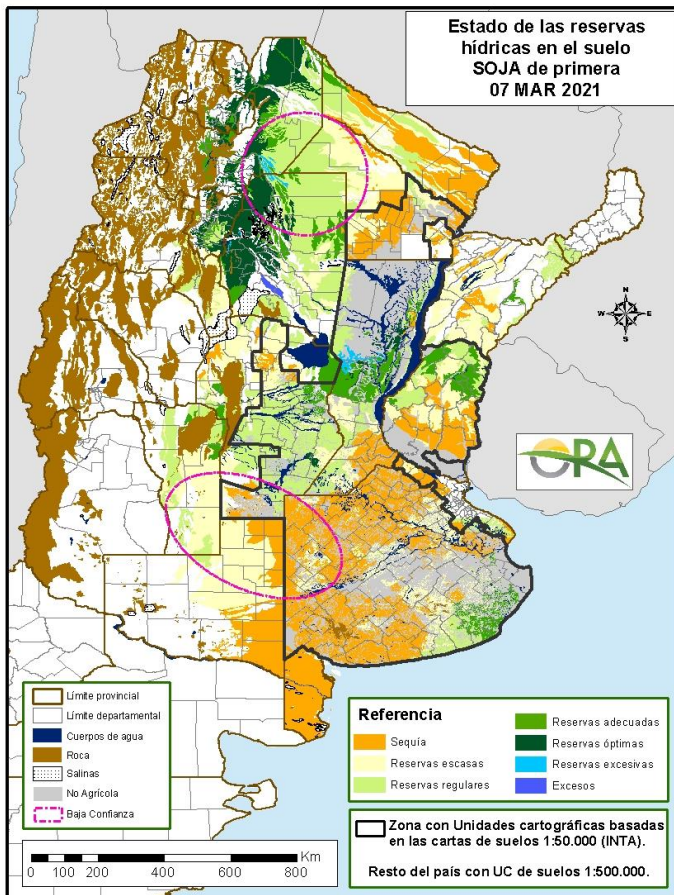 Estado de las reservas
hídricas en el suelo
SOJA de primera
07 MAR 2021
N
W
E
S
ORA
Límite provincial
Límite departamental
Cuerpos de agua
Roca
Salinas
No Agrícola
Baja Confianza
Referencia
Sequía
Reservas escasas
Reservas regulares
Reservas adecuadas
Reservas óptimas
Reservas excesivas
Excesos
Zona con Unidades cartográficas basadas
en las cartas de suelos 1:50.000 (INTA).
Resto del país con UC de suelos 1:500.000.
Km
0 100 200 400 600 800